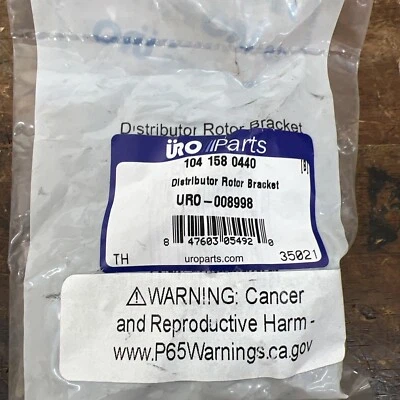 Distributor Rotor Bracket
URO //Parts
104 158 0440 [9]
Distributor Rotor Bracket
URO-008998
8 47603 05492 0
TH uroparts.com 35021
⚠WARNING: Cancer
and Reproductive Harm -
www.P65Warnings.ca.gov